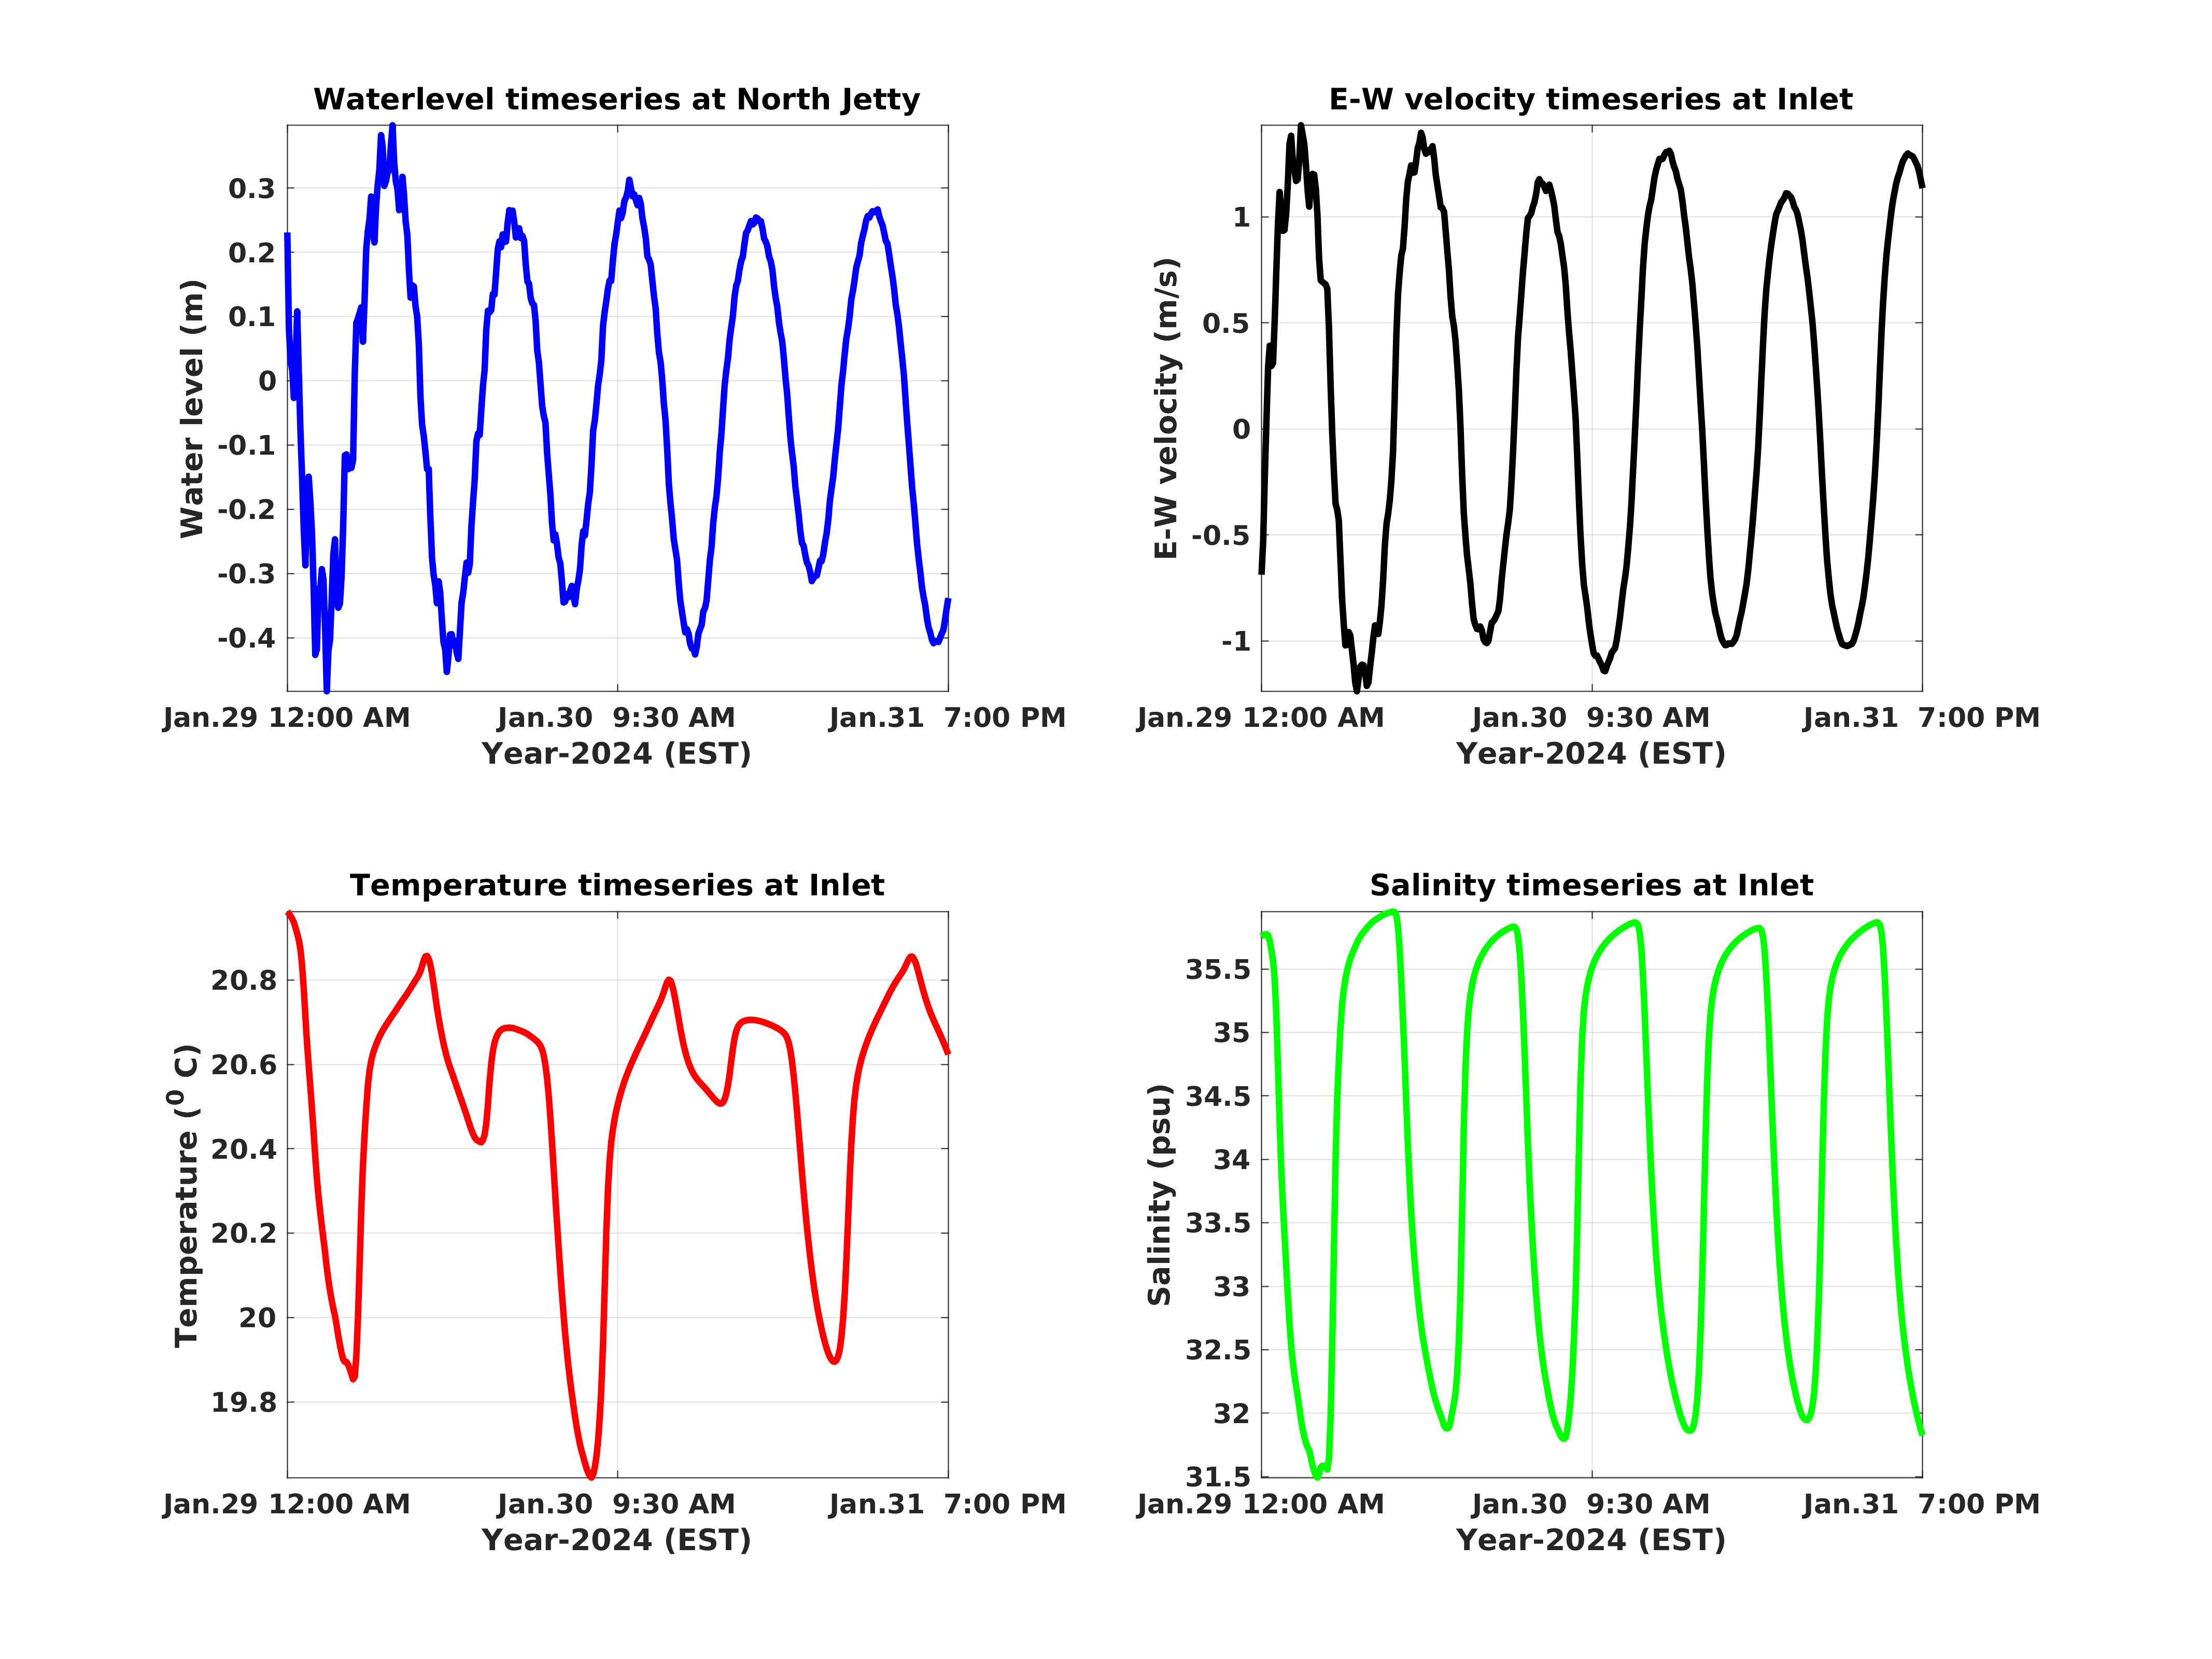 Waterlevel timeseries at North Jetty
0.3
0.2
0.1
0
-0.1
-0.2
-0.3
-0.4
Water level (m)
Jan.29 12:00 AM Jan.30 9:30 AM Jan.31 7:00 PM
Year-2024 (EST)
E-W velocity timeseries at Inlet
1
0.5
0
-0.5
-1
E-W velocity (m/s)
Jan.29 12:00 AM Jan.30 9:30 AM Jan.31 7:00 PM
Year-2024 (EST)
Temperature timeseries at Inlet
20.8
20.6
20.4
20.2
20
19.8
Temperature (⁰ C)
Jan.29 12:00 AM Jan.30 9:30 AM Jan.31 7:00 PM
Year-2024 (EST)
Salinity timeseries at Inlet
35.5
35
34.5
34
33.5
33
32.5
32
31.5
Salinity (psu)
Jan.29 12:00 AM Jan.30 9:30 AM Jan.31 7:00 PM
Year-2024 (EST)